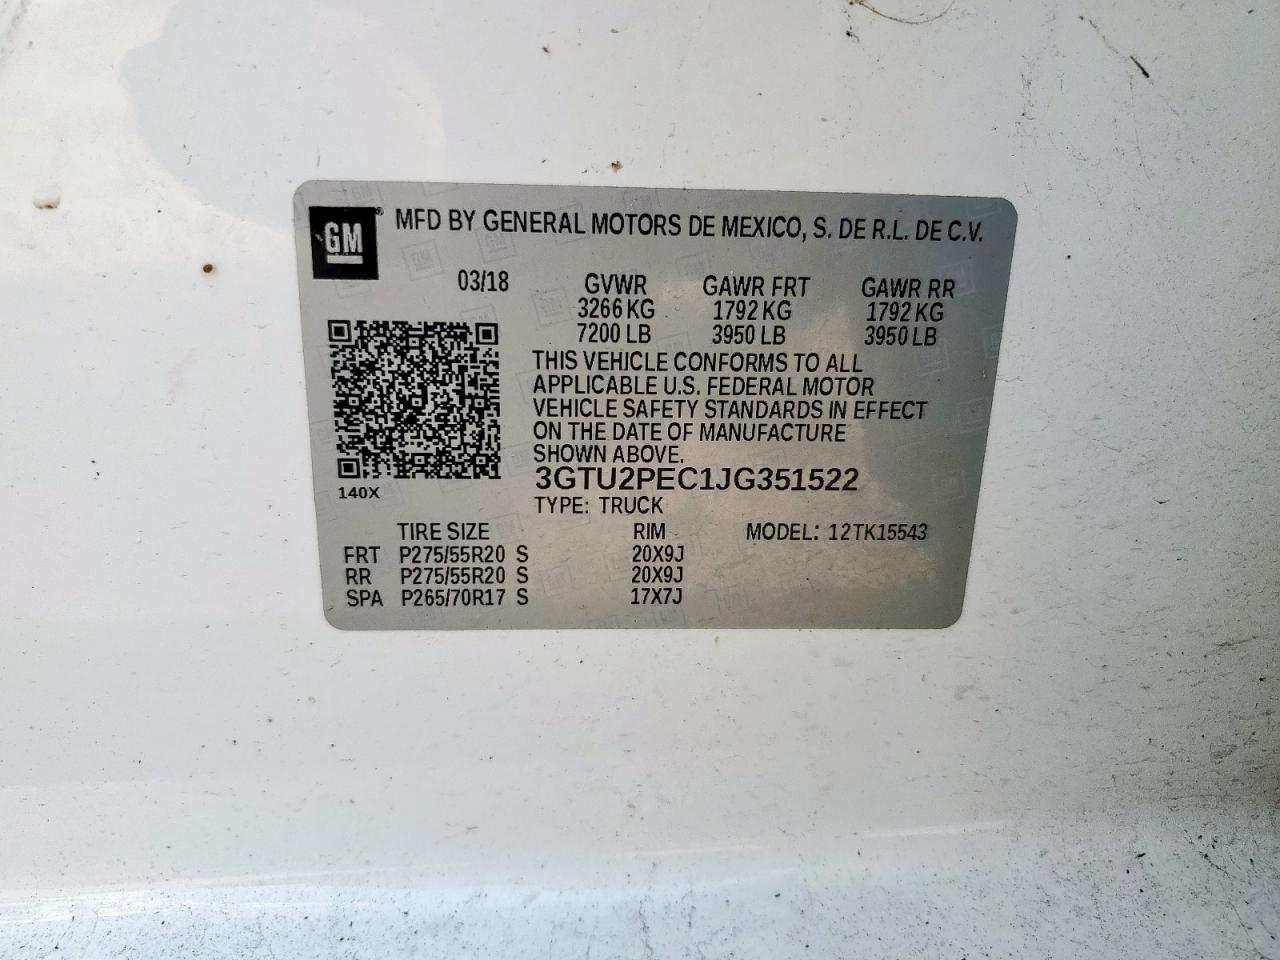 GM® MFD BY GENERAL MOTORS DE MEXICO, S. DE R.L. DE C.V.
03/18 GVWR GAWR FRT GAWR RR
3266 KG 1792 KG 1792 KG
7200 LB 3950 LB 3950 LB
THIS VEHICLE CONFORMS TO ALL
APPLICABLE U.S. FEDERAL MOTOR
VEHICLE SAFETY STANDARDS IN EFFECT
ON THE DATE OF MANUFACTURE
SHOWN ABOVE.
3GTU2PEC1JG351522
140X
TYPE: TRUCK
TIRE SIZE RIM MODEL: 12TK15543
FRT P275/55R20 S 20X9J
RR P275/55R20 S 20X9J
SPA P265/70R17 S 17X7J